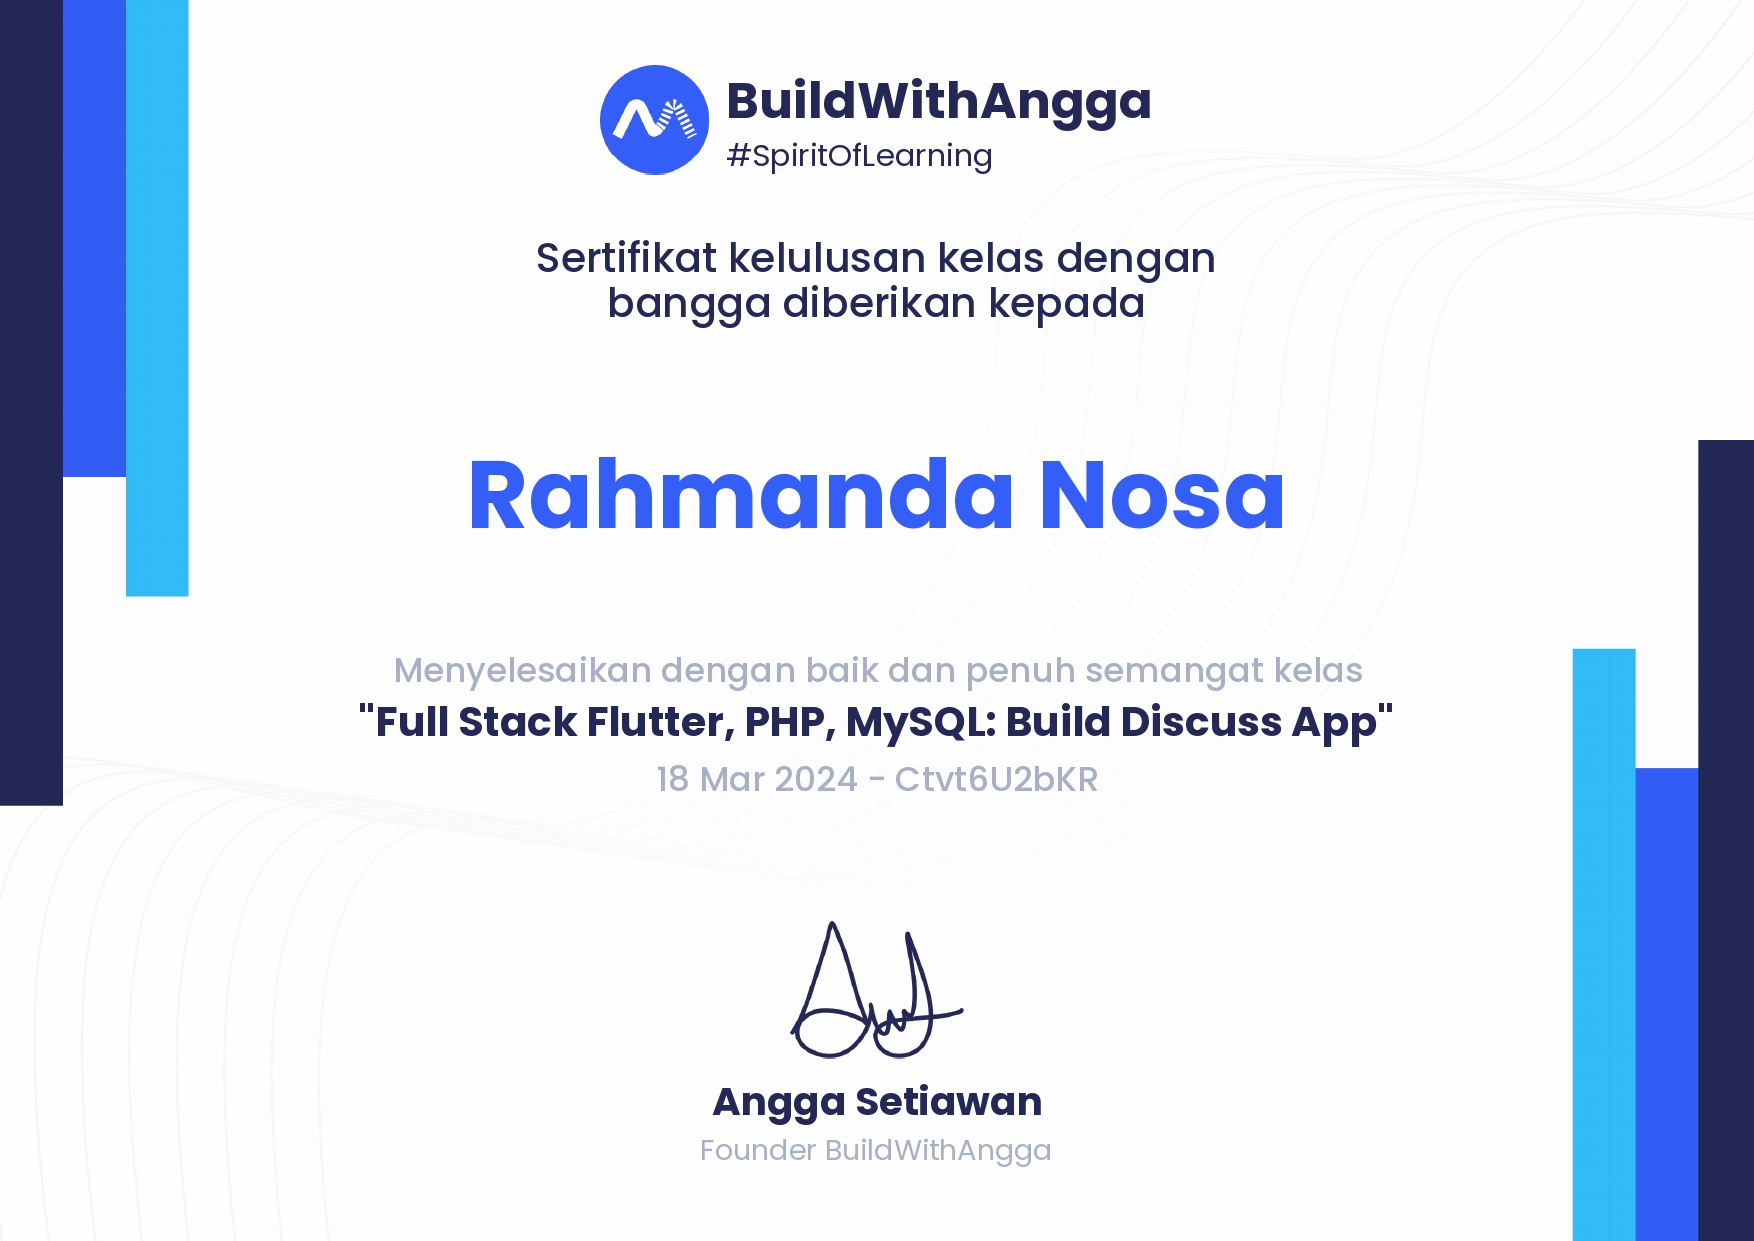 BuildWithAngga
#SpiritOfLearning
Sertifikat kelulusan kelas dengan
bangga diberikan kepada
Rahmanda Nosa
Menyelesaikan dengan baik dan penuh semangat kelas
"Full Stack Flutter, PHP, MySQL: Build Discuss App"
18 Mar 2024 - Ctvt6U2bKR
Angga Setiawan
Founder BuildWithAngga